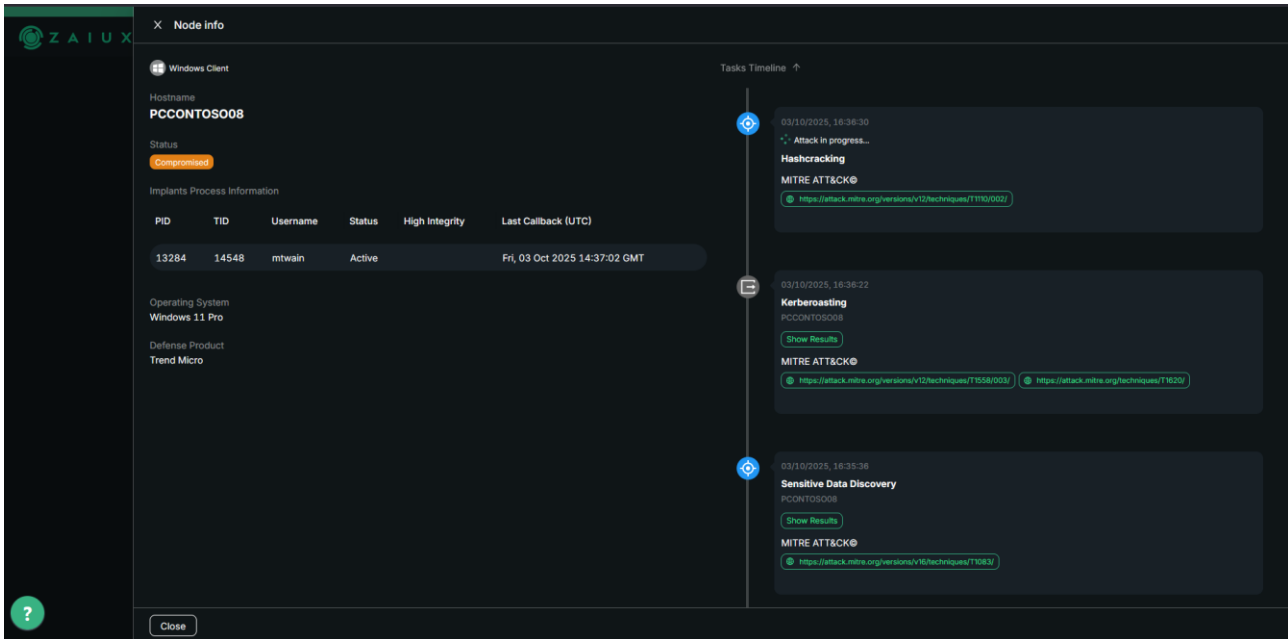 ZAIUX
X Node info
Windows Client
Hostname
PCCONTOSO08
Status
Compromised
Implants Process Information
PID TID Username Status High Integrity Last Callback (UTC)
13284 14548 mtwain Active Fri, 03 Oct 2025 14:37:02 GMT
Operating System
Windows 11 Pro
Defense Product
Trend Micro
Tasks Timeline ↑
03/10/2025, 16:36:30
Attack in progress...
Hashcracking
MITRE ATT&CK©
https://attack.mitre.org/versions/v12/techniques/T1110/002/
03/10/2025, 16:36:22
Kerberoasting
PCCONTOSO08
Show Results
MITRE ATT&CK©
https://attack.mitre.org/versions/v12/techniques/T1558/003/ https://attack.mitre.org/techniques/T1620/
03/10/2025, 16:35:36
Sensitive Data Discovery
PCONTOSO08
Show Results
MITRE ATT&CK©
https://attack.mitre.org/versions/v16/techniques/T1083/
?
Close